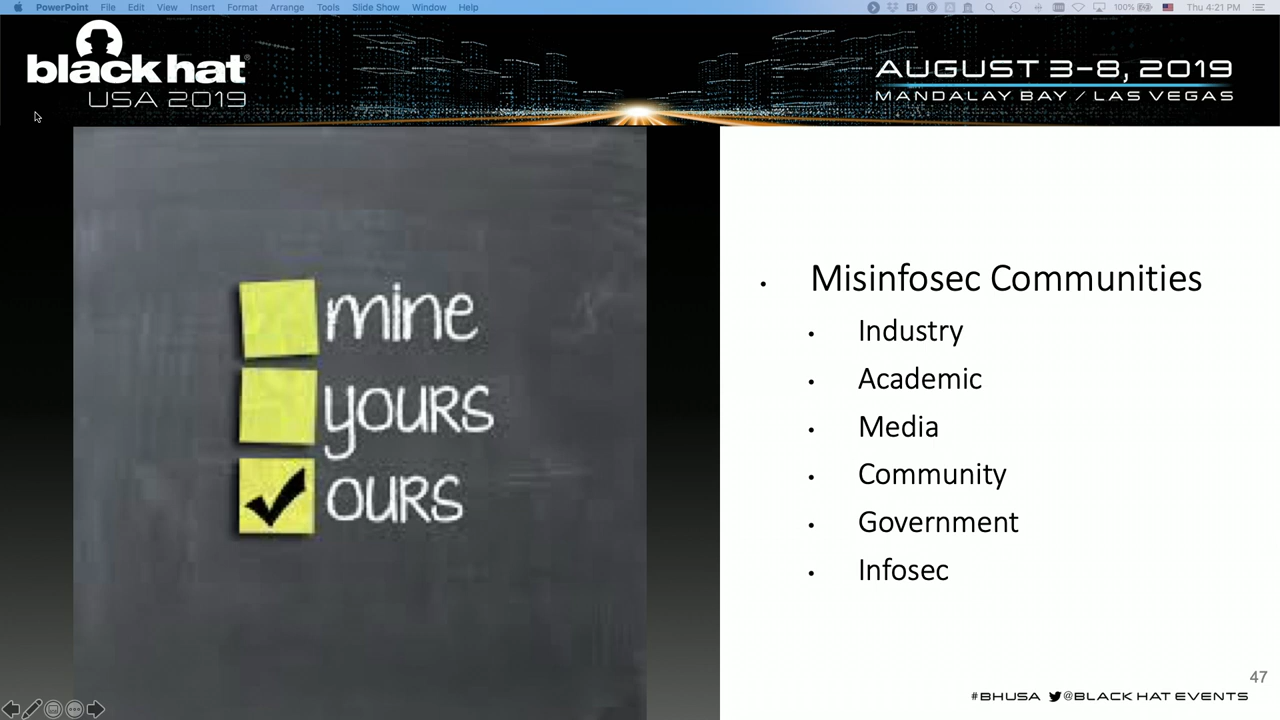 PowerPoint File Edit View Insert Format Arrange Tools Slide Show Window Help 100% Thu 4:21 PM
black hat
USA 2019
AUGUST 3-8, 2019
MANDALAY BAY / LAS VEGAS
mine
yours
ours
• Misinfosec Communities
• Industry
• Academic
• Media
• Community
• Government
• Infosec
47
#BHUSA @BLACK HAT EVENTS